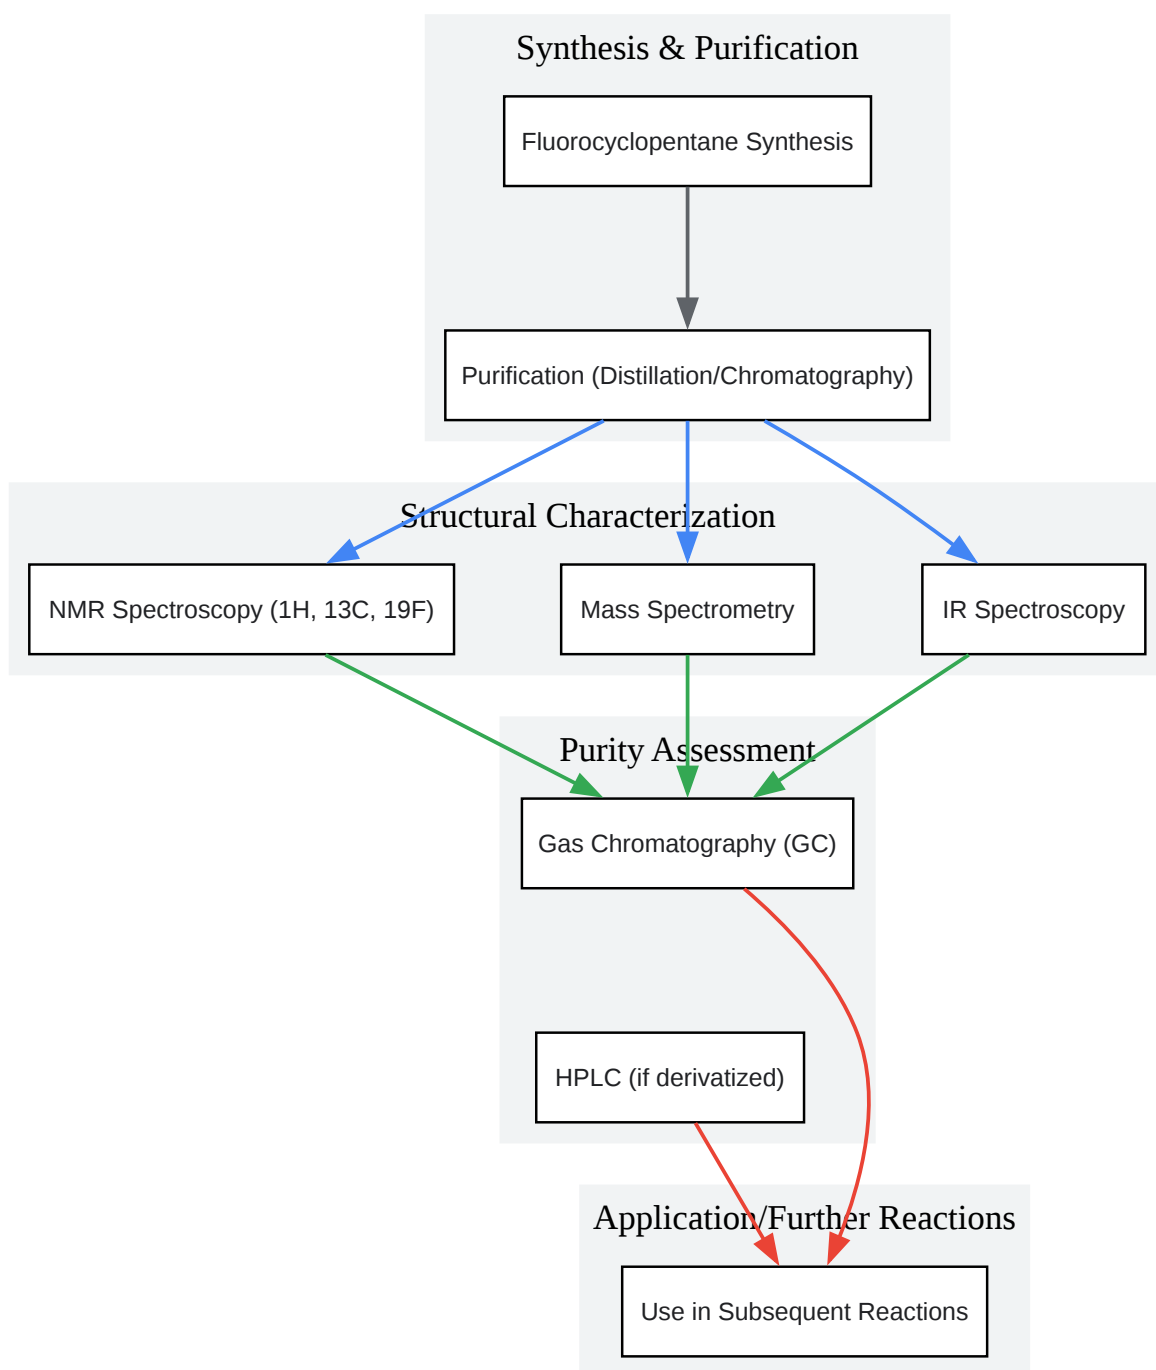 Synthesis & Purification
Fluorocyclopentane Synthesis
Purification (Distillation/Chromatography)
Structural Characterization
NMR Spectroscopy (1H, 13C, 19F)
Mass Spectrometry
IR Spectroscopy
Purity Assessment
Gas Chromatography (GC)
HPLC (if derivatized)
Application/Further Reactions
Use in Subsequent Reactions